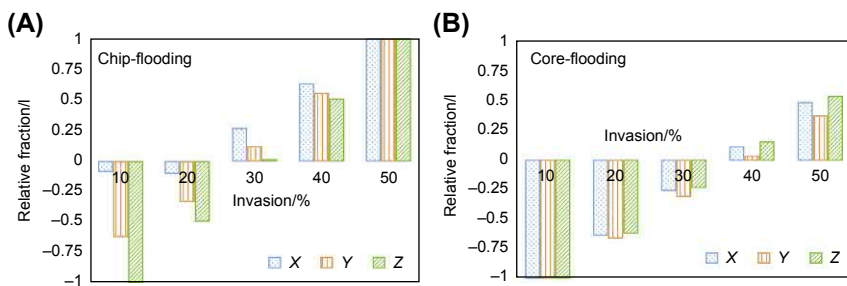 (A)
Chip-flooding
Relative fraction/l
1
0.75
0.5
0.25
0
–0.25
–0.5
–0.75
–1
10 20 30 40 50
Invasion/%
X Y Z
(B)
Core-flooding
Relative fraction/l
1
0.75
0.5
0.25
0
–0.25
–0.5
–0.75
–1
Invasion/%
10 20 30 40 50
X Y Z